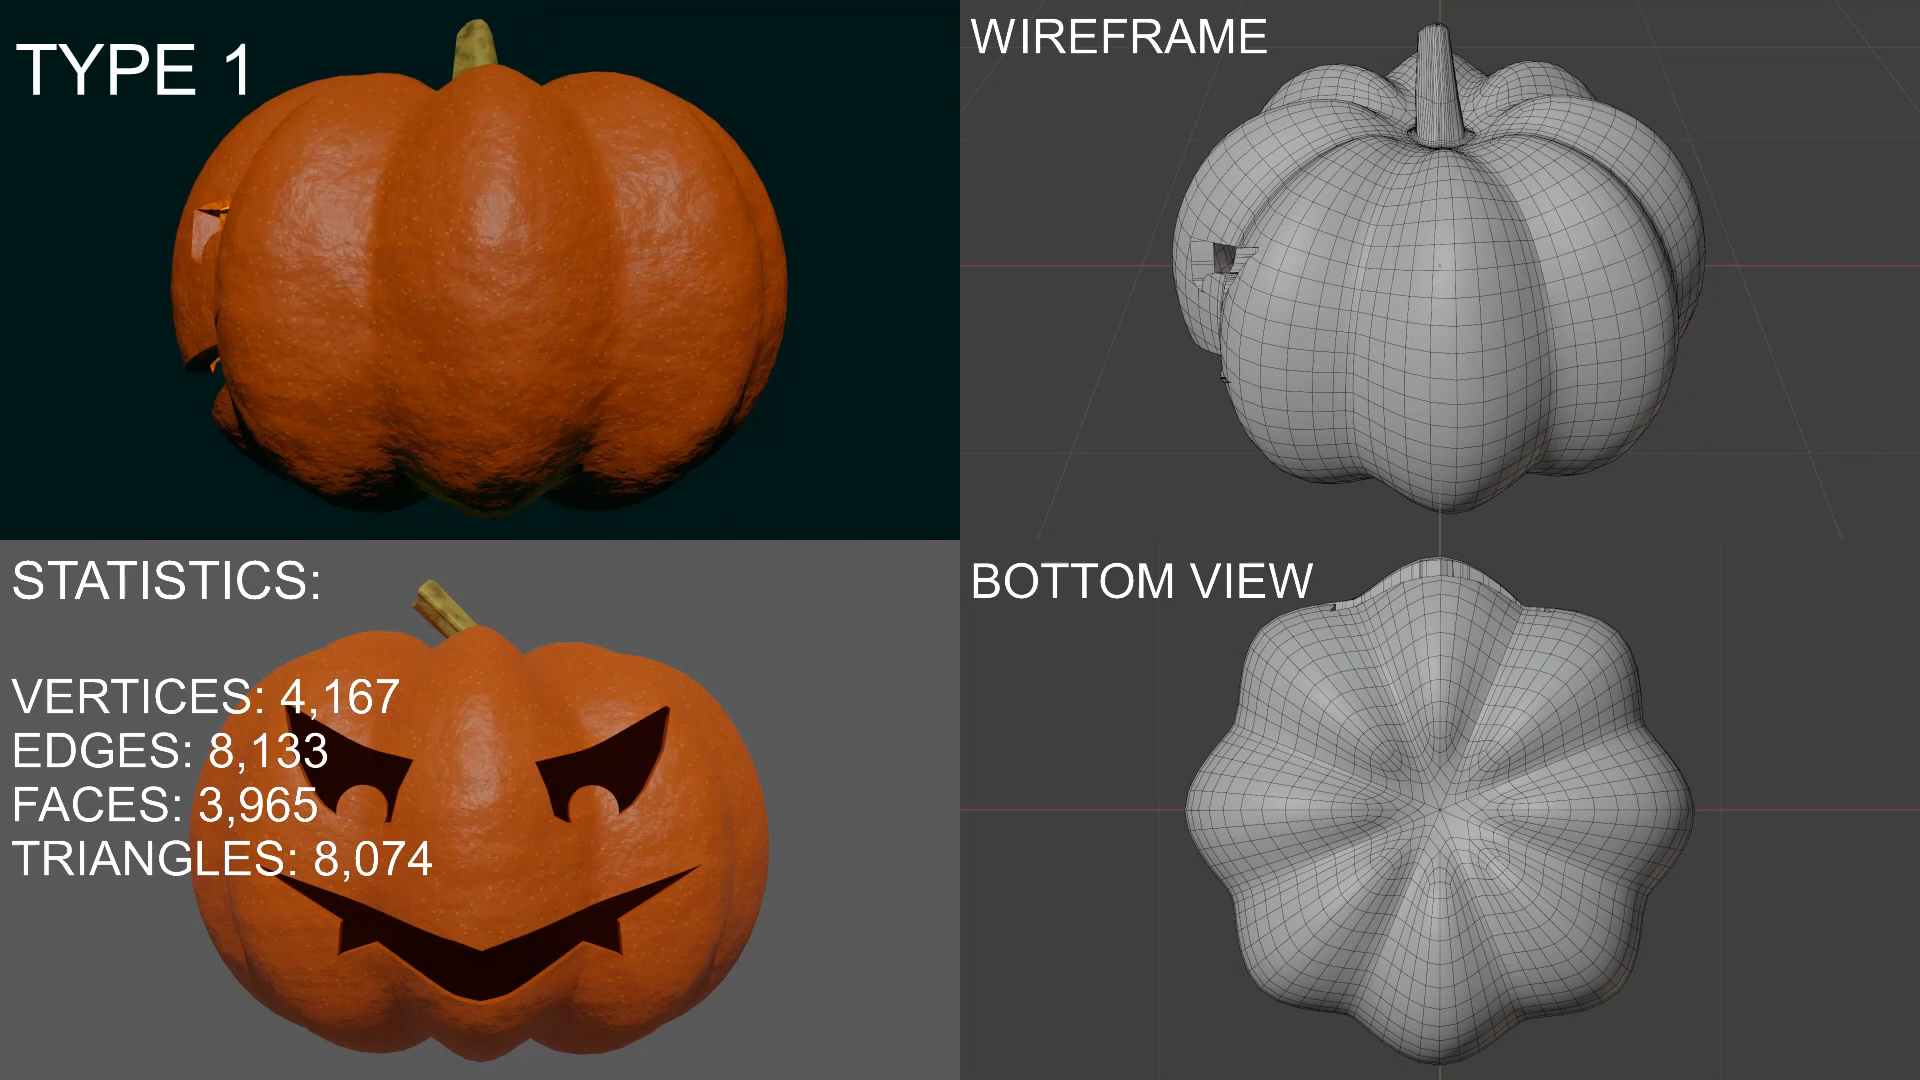 TYPE 1
WIREFRAME
STATISTICS:
VERTICES: 4,167
EDGES: 8,133
FACES: 3,965
TRIANGLES: 8,074
BOTTOM VIEW